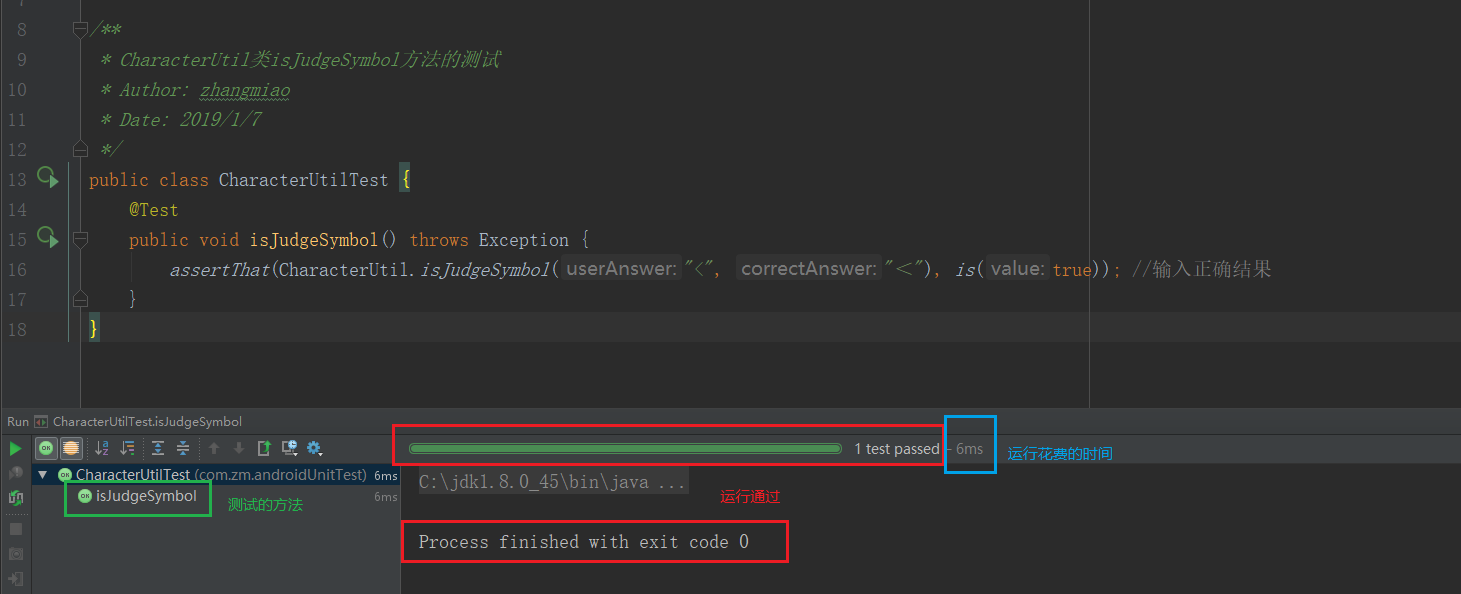 7
8 /**
9 * CharacterUtil类isJudgeSymbol方法的测试
10 * Author: zhangmiao
11 * Date: 2019/1/7
12 */
13 public class CharacterUtilTest {
14 @Test
15 public void isJudgeSymbol() throws Exception {
16 assertThat(CharacterUtil.isJudgeSymbol( userAnswer: "<", correctAnswer: "＜"), is( value: true)); //输入正确结果
17 }
18 }
Run CharacterUtilTest.isJudgeSymbol
1 test passed - 6ms 运行花费的时间
CharacterUtilTest (com.zm.androidUnitTest) 6ms
C:\jdk1.8.0_45\bin\java ...
isJudgeSymbol 6ms
测试的方法
运行通过
Process finished with exit code 0